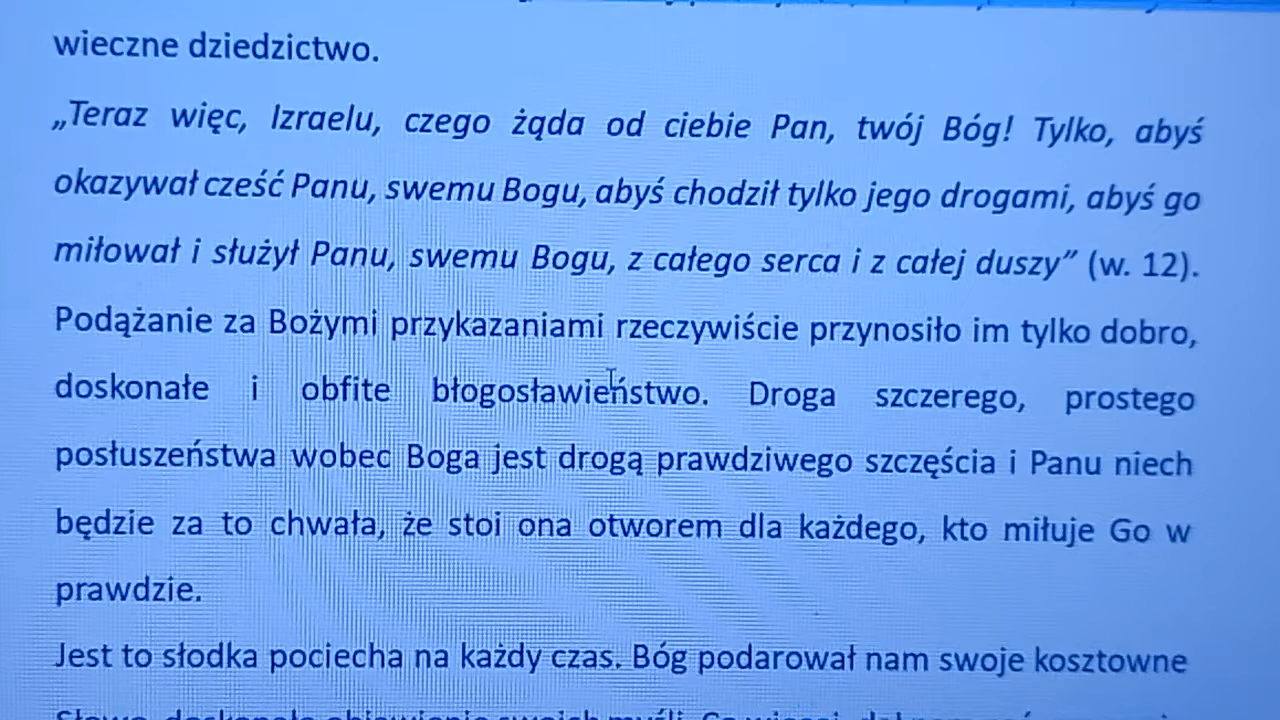 wieczne dziedzictwo.
„Teraz więc, Izraelu, czego żąda od ciebie Pan, twój Bóg! Tylko, abyś
okazywał cześć Panu, swemu Bogu, abyś chodził tylko jego drogami, abyś go
miłował i służył Panu, swemu Bogu, z całego serca i z całej duszy” (w. 12).
Podążanie za Bożymi przykazaniami rzeczywiście przynosiło im tylko dobro,
doskonałe i obfite błogosławieństwo. Droga szczerego, prostego
posłuszeństwa wobec Boga jest drogą prawdziwego szczęścia i Panu niech
będzie za to chwała, że stoi ona otworem dla każdego, kto miłuje Go w
prawdzie.
Jest to słodka pociecha na każdy czas. Bóg podarował nam swoje kosztowne